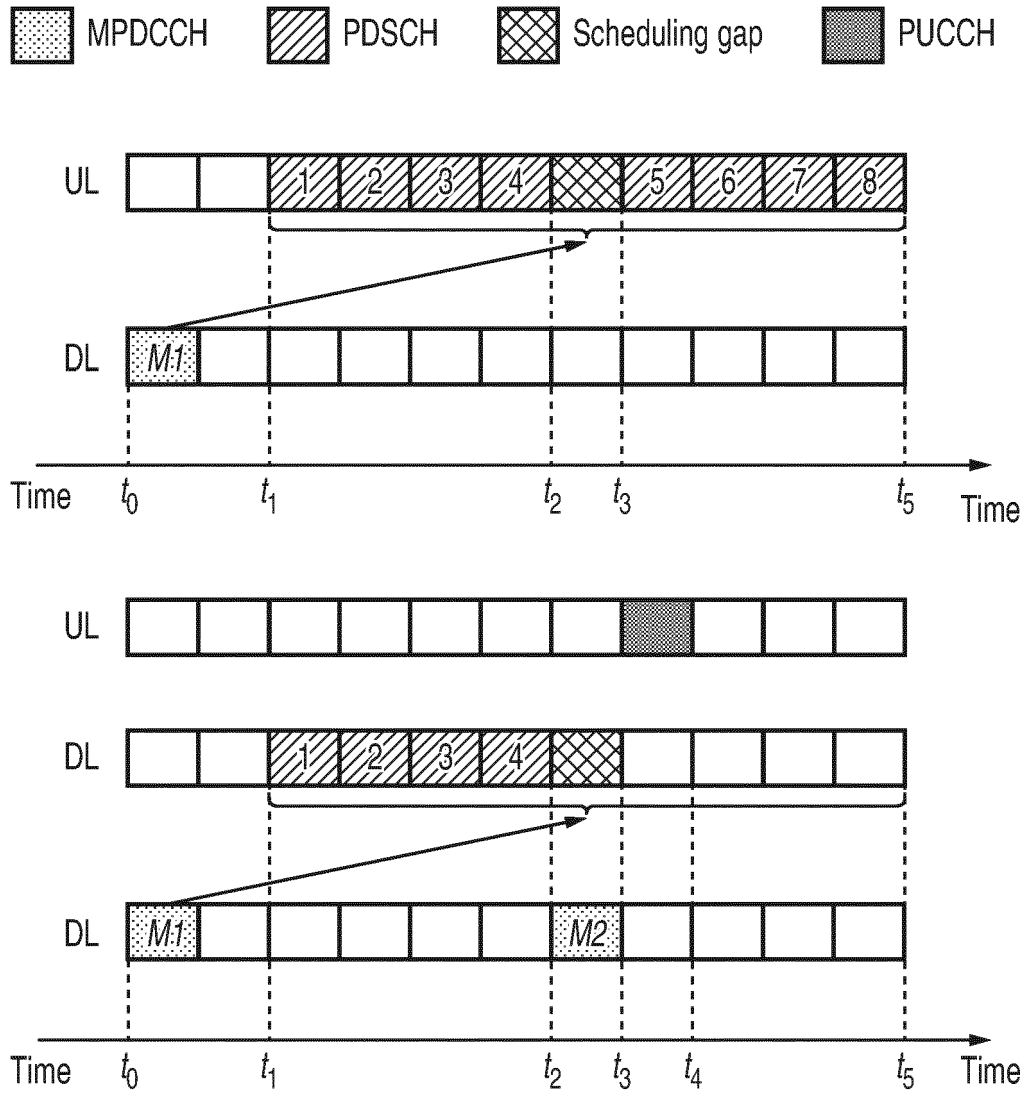 MPDCCH PDSCH Scheduling gap PUCCH
UL 1 2 3 4 5 6 7 8
DL M1
Time t0 t1 t2 t3 t5 Time
UL
DL 1 2 3 4
DL M1 M2
Time t0 t1 t2 t3 t4 t5 Time